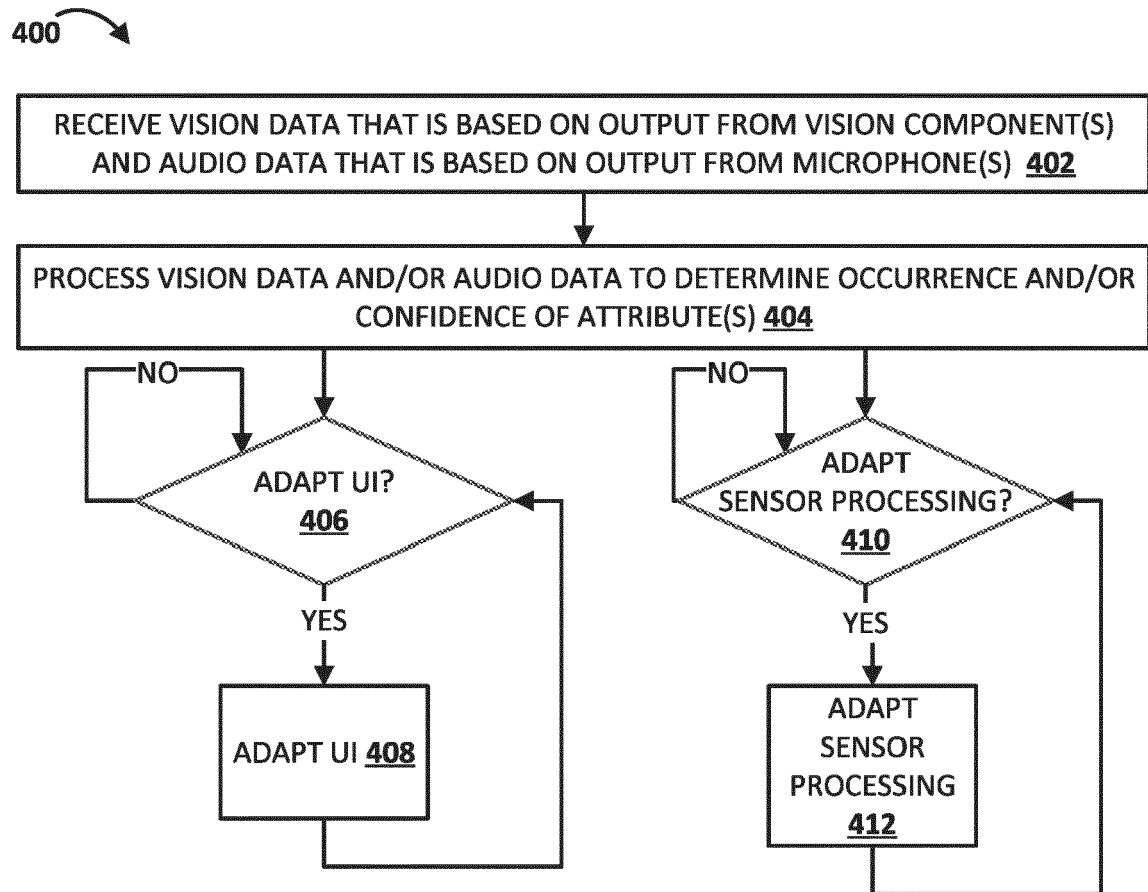 400
RECEIVE VISION DATA THAT IS BASED ON OUTPUT FROM VISION COMPONENT(S)
AND AUDIO DATA THAT IS BASED ON OUTPUT FROM MICROPHONE(S) 402
PROCESS VISION DATA AND/OR AUDIO DATA TO DETERMINE OCCURRENCE AND/OR
CONFIDENCE OF ATTRIBUTE(S) 404
NO
ADAPT UI?
406
YES
ADAPT UI 408
NO
ADAPT
SENSOR PROCESSING?
410
YES
ADAPT
SENSOR
PROCESSING
412